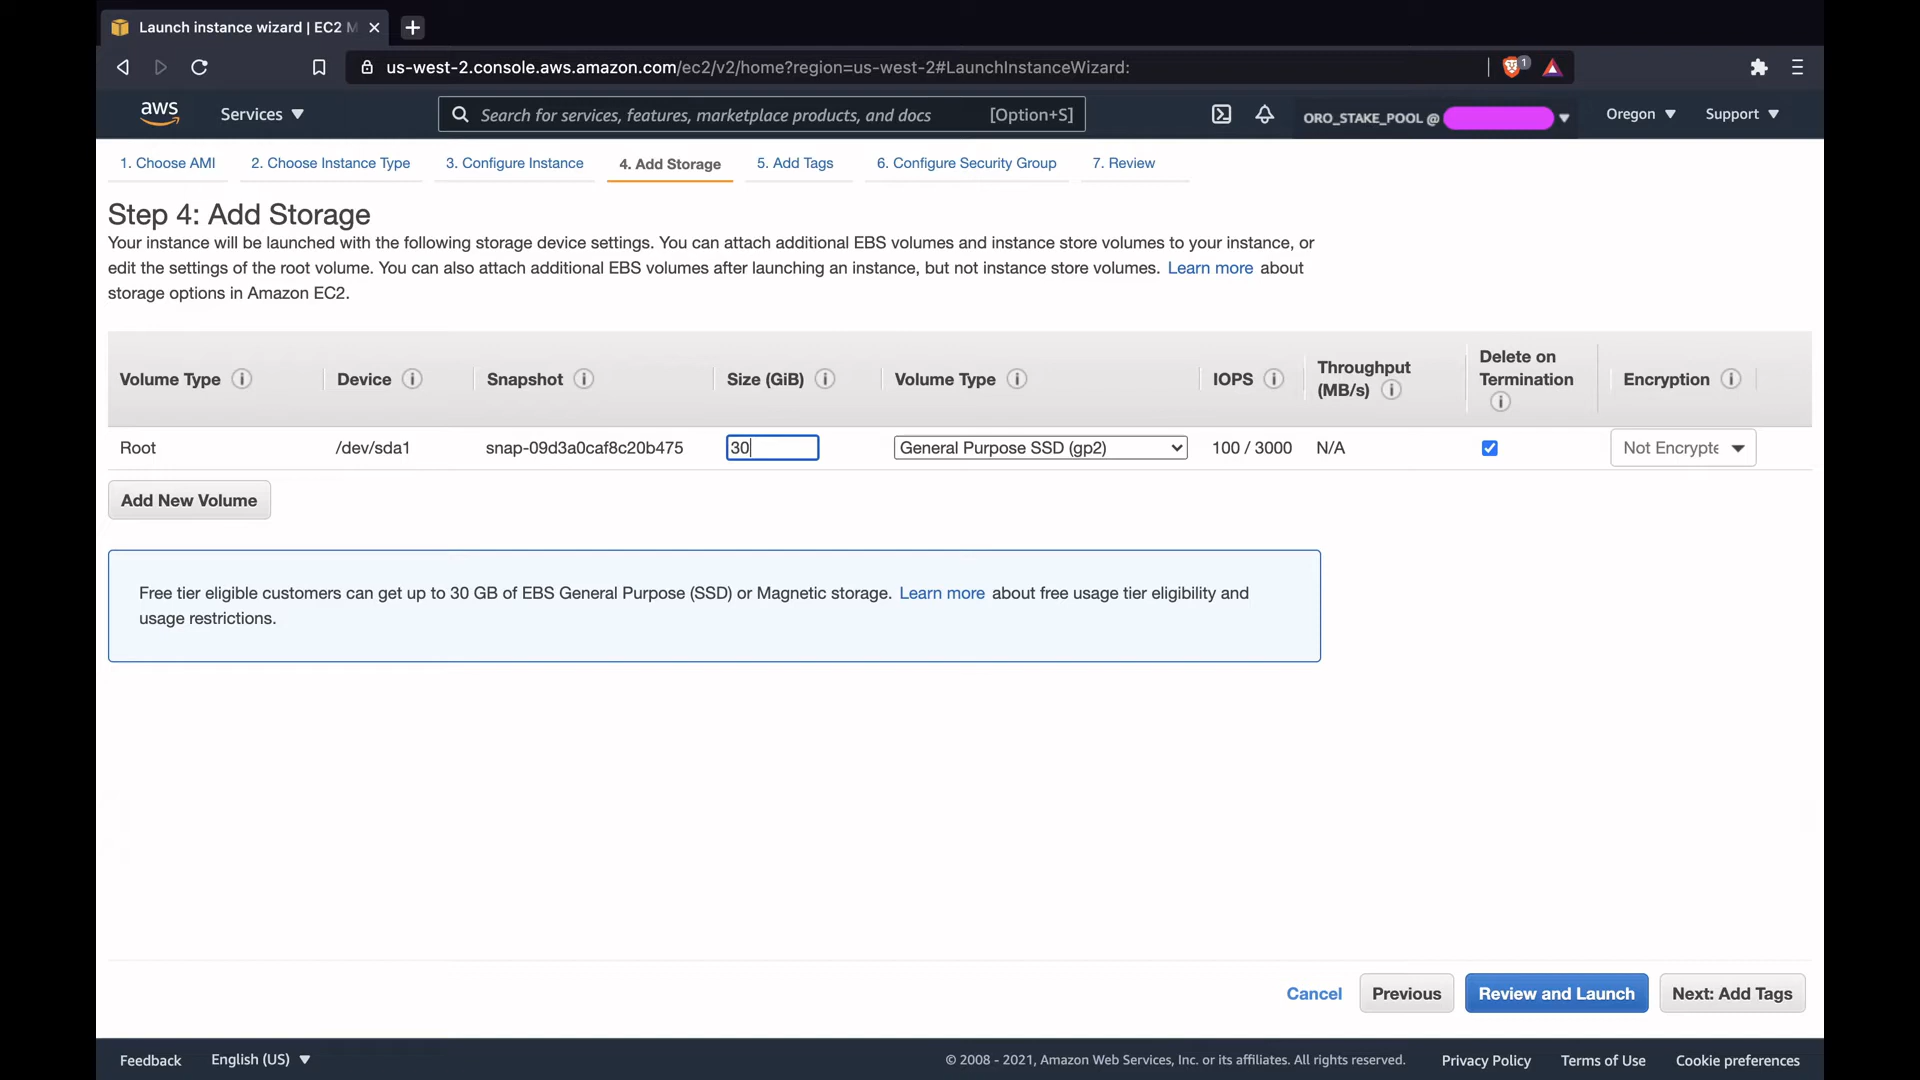 Launch instance wizard | EC2 M
us-west-2.console.aws.amazon.com/ec2/v2/home?region=us-west-2#LaunchInstanceWizard:
1
aws
Services
Search for services, features, marketplace products, and docs
[Option+S]
ORO_STAKE_POOL @
Oregon
Support
1. Choose AMI
2. Choose Instance Type
3. Configure Instance
4. Add Storage
5. Add Tags
6. Configure Security Group
7. Review
Step 4: Add Storage
Your instance will be launched with the following storage device settings. You can attach additional EBS volumes and instance store volumes to your instance, or
edit the settings of the root volume. You can also attach additional EBS volumes after launching an instance, but not instance store volumes. Learn more about
storage options in Amazon EC2.
Volume Type
Device
Snapshot
Size (GiB)
Volume Type
IOPS
Throughput
(MB/s)
Delete on
Termination
Encryption
Root
/dev/sda1
snap-09d3a0caf8c20b475
30
General Purpose SSD (gp2)
100 / 3000
N/A
Not Encrypte
Add New Volume
Free tier eligible customers can get up to 30 GB of EBS General Purpose (SSD) or Magnetic storage. Learn more about free usage tier eligibility and
usage restrictions.
Cancel
Previous
Review and Launch
Next: Add Tags
Feedback
English (US)
© 2008 - 2021, Amazon Web Services, Inc. or its affiliates. All rights reserved.
Privacy Policy
Terms of Use
Cookie preferences